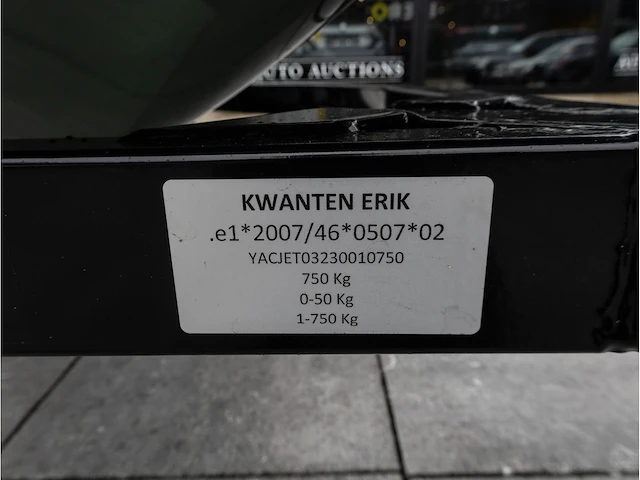 AUTO AUCTIONS
KWANTEN ERIK
.e1*2007/46*0507*02
YACJET03230010750
750 Kg
0-50 Kg
1-750 Kg